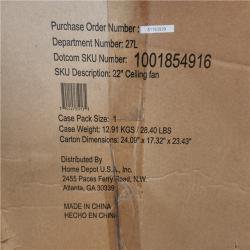 Purchase Order Number :
Department Number: 27L
Dotcom SKU Number: 1001854916
SKU Description: 22" Ceiling fan
Case Pack Size: 1
Case Weight: 12.91 KGS / 28.40 LBS
Carton Dimensions: 24.09" x 17.32" x 23.43"
Distributed By
Home Depot U.S.A., Inc.
2455 Paces Ferry Road, N.W.
Atlanta, GA 30339
MADE IN CHINA
HECHO EN CHINA